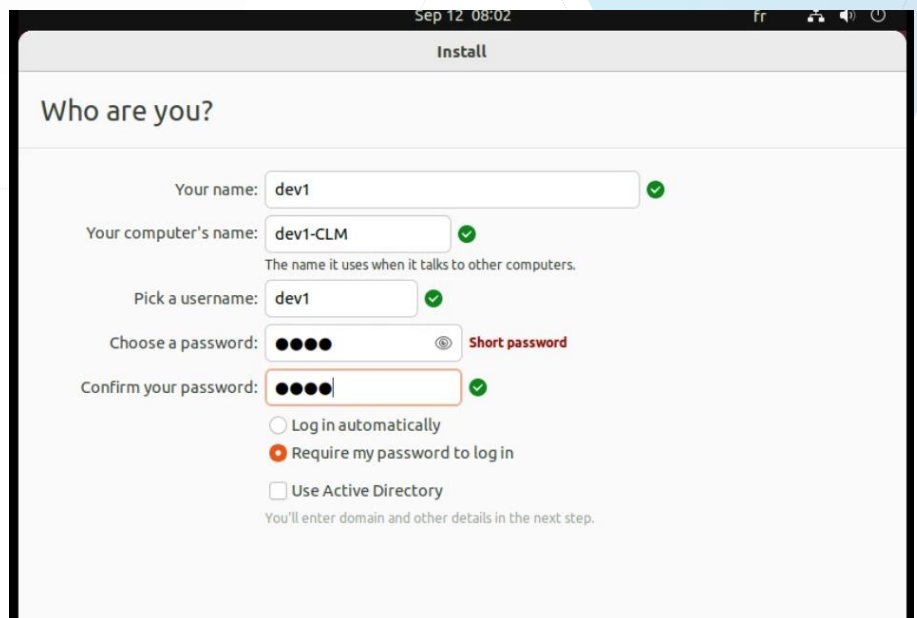 Sep 12 08:02 fr
Install
Who are you?
Your name: dev1
Your computer's name: dev1-CLM
The name it uses when it talks to other computers.
Pick a username: dev1
Choose a password: ●●●● Short password
Confirm your password: ●●●●
Log in automatically
Require my password to log in
Use Active Directory
You'll enter domain and other details in the next step.